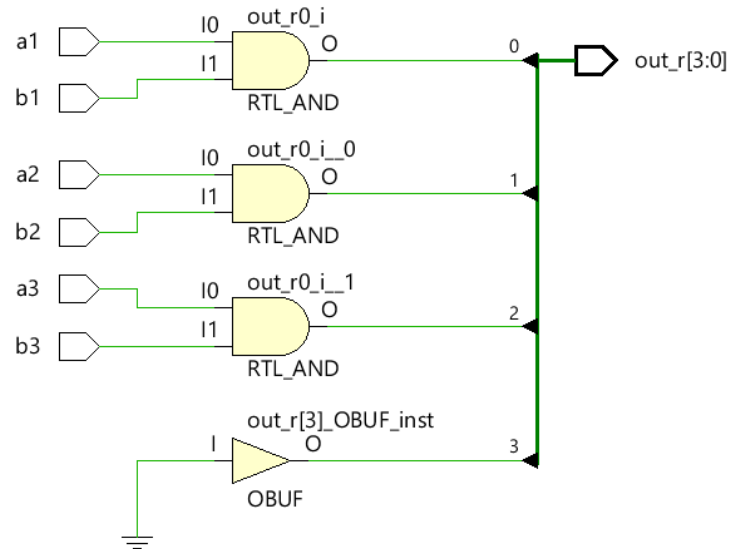 out_r0_i
a1
I0
O
0
out_r[3:0]
I1
b1
RTL_AND
out_r0_i__0
a2
I0
O
1
I1
b2
RTL_AND
out_r0_i__1
a3
I0
O
2
I1
b3
RTL_AND
out_r[3]_OBUF_inst
I
O
3
OBUF